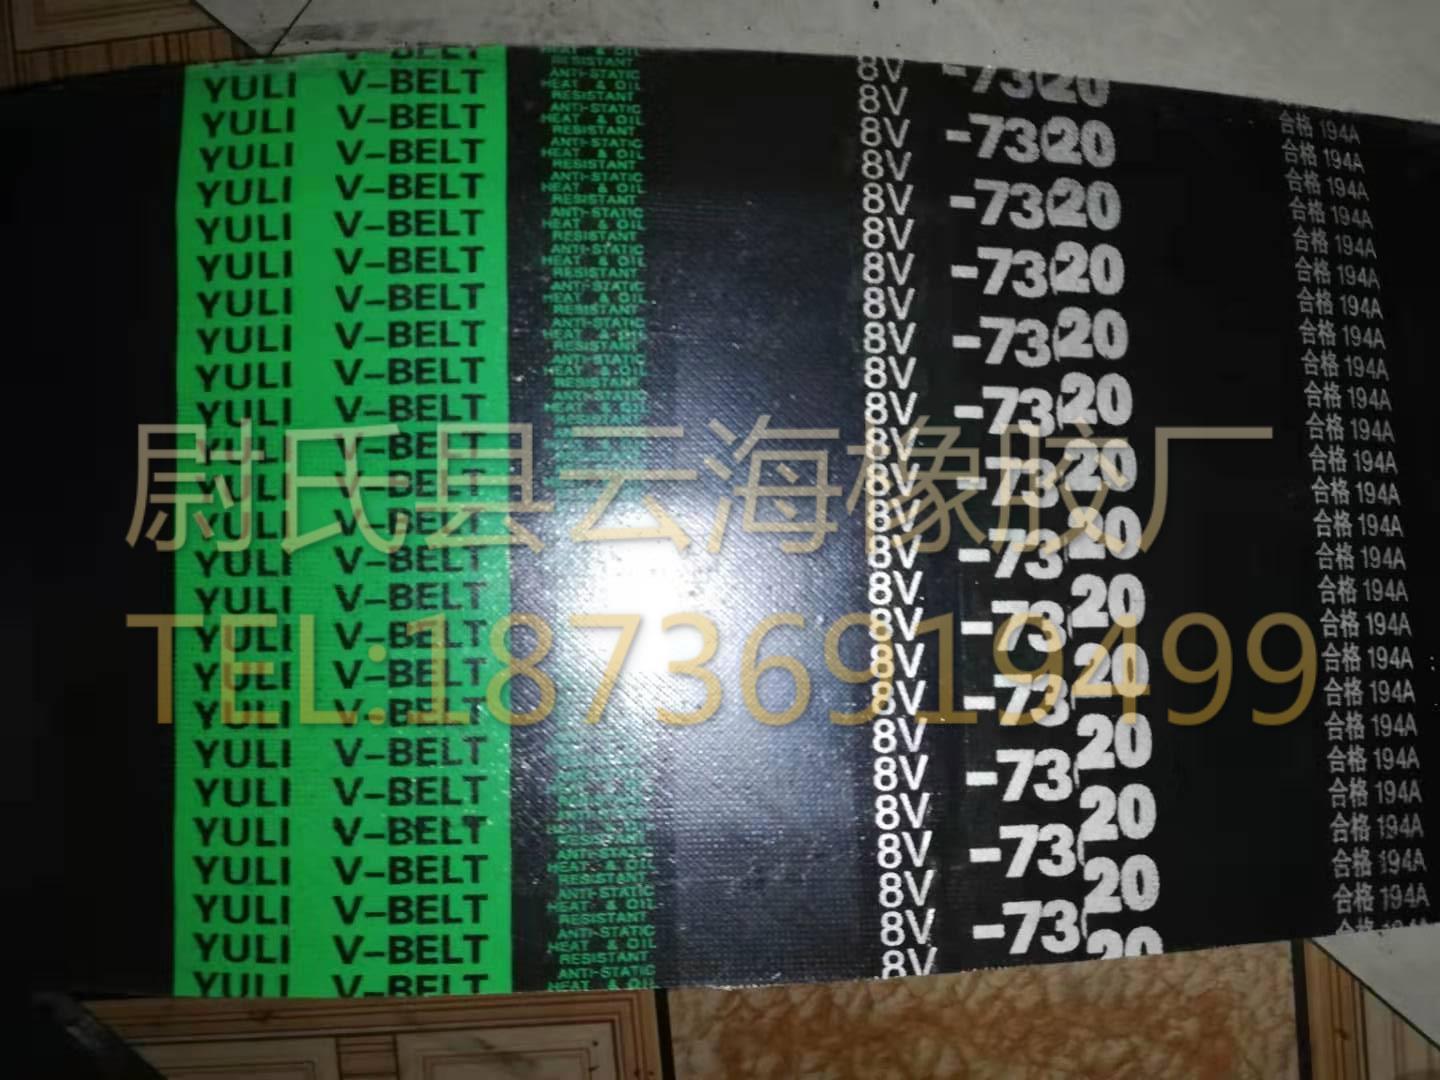 YULI V-BELT
ANTI-STATIC
HEAT & OIL
RESISTANT
8V -7320
合格 194A
尉氏县云海橡胶厂
TEL:18736919499